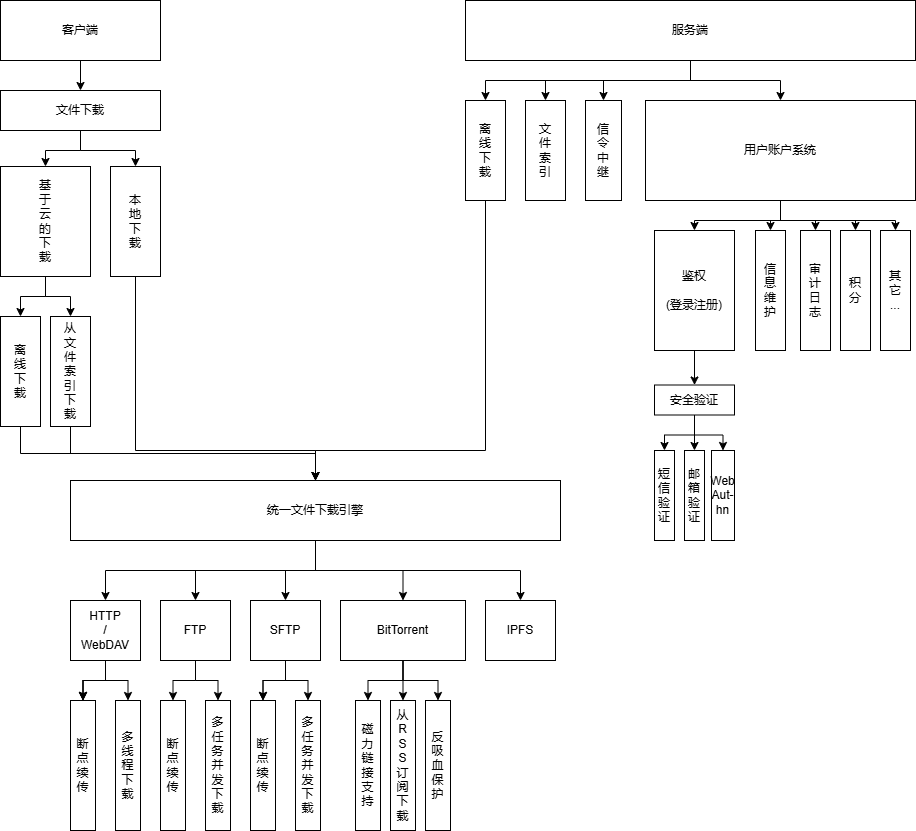 客户端
服务端
文件下载
离线下载
文件索引
信令中继
用户账户系统
基于云的下载
本地下载
鉴权
(登录注册)
信息维护
审计日志
积分
其它...
离线下载
从文件索引下载
安全验证
短信验证
邮箱验证
Web
Aut-
hn
统一文件下载引擎
HTTP
/
WebDAV
FTP
SFTP
BitTorrent
IPFS
断点续传
多线程下载
断点续传
多任务并发下载
断点续传
多任务并发下载
磁力链接支持
从RSS订阅下载
反吸血保护